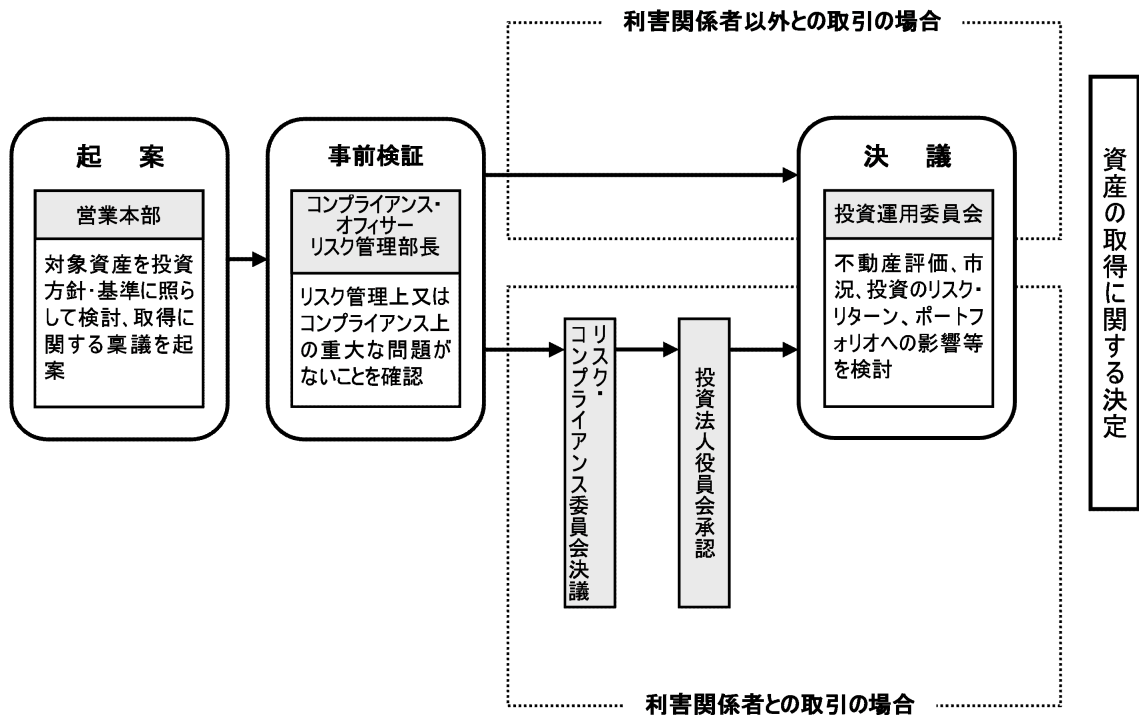 利害関係者以外との取引の場合
起 案
営業本部
対象資産を投資
方針・基準に照ら
して検討、取得に
関する稟議を起
案
事前検証
コンプライアンス・
オフィサー
リスク管理部長
リスク管理上又は
コンプライアンス上
の重大な問題が
ないことを確認
リスク・
コンプライアンス委員会決議
投資法人役員会承認
決 議
投資運用委員会
不動産評価、市
況、投資のリスク・
リターン、ポートフ
ォリオへの影響等
を検討
資産の取得に関する決定
利害関係者との取引の場合